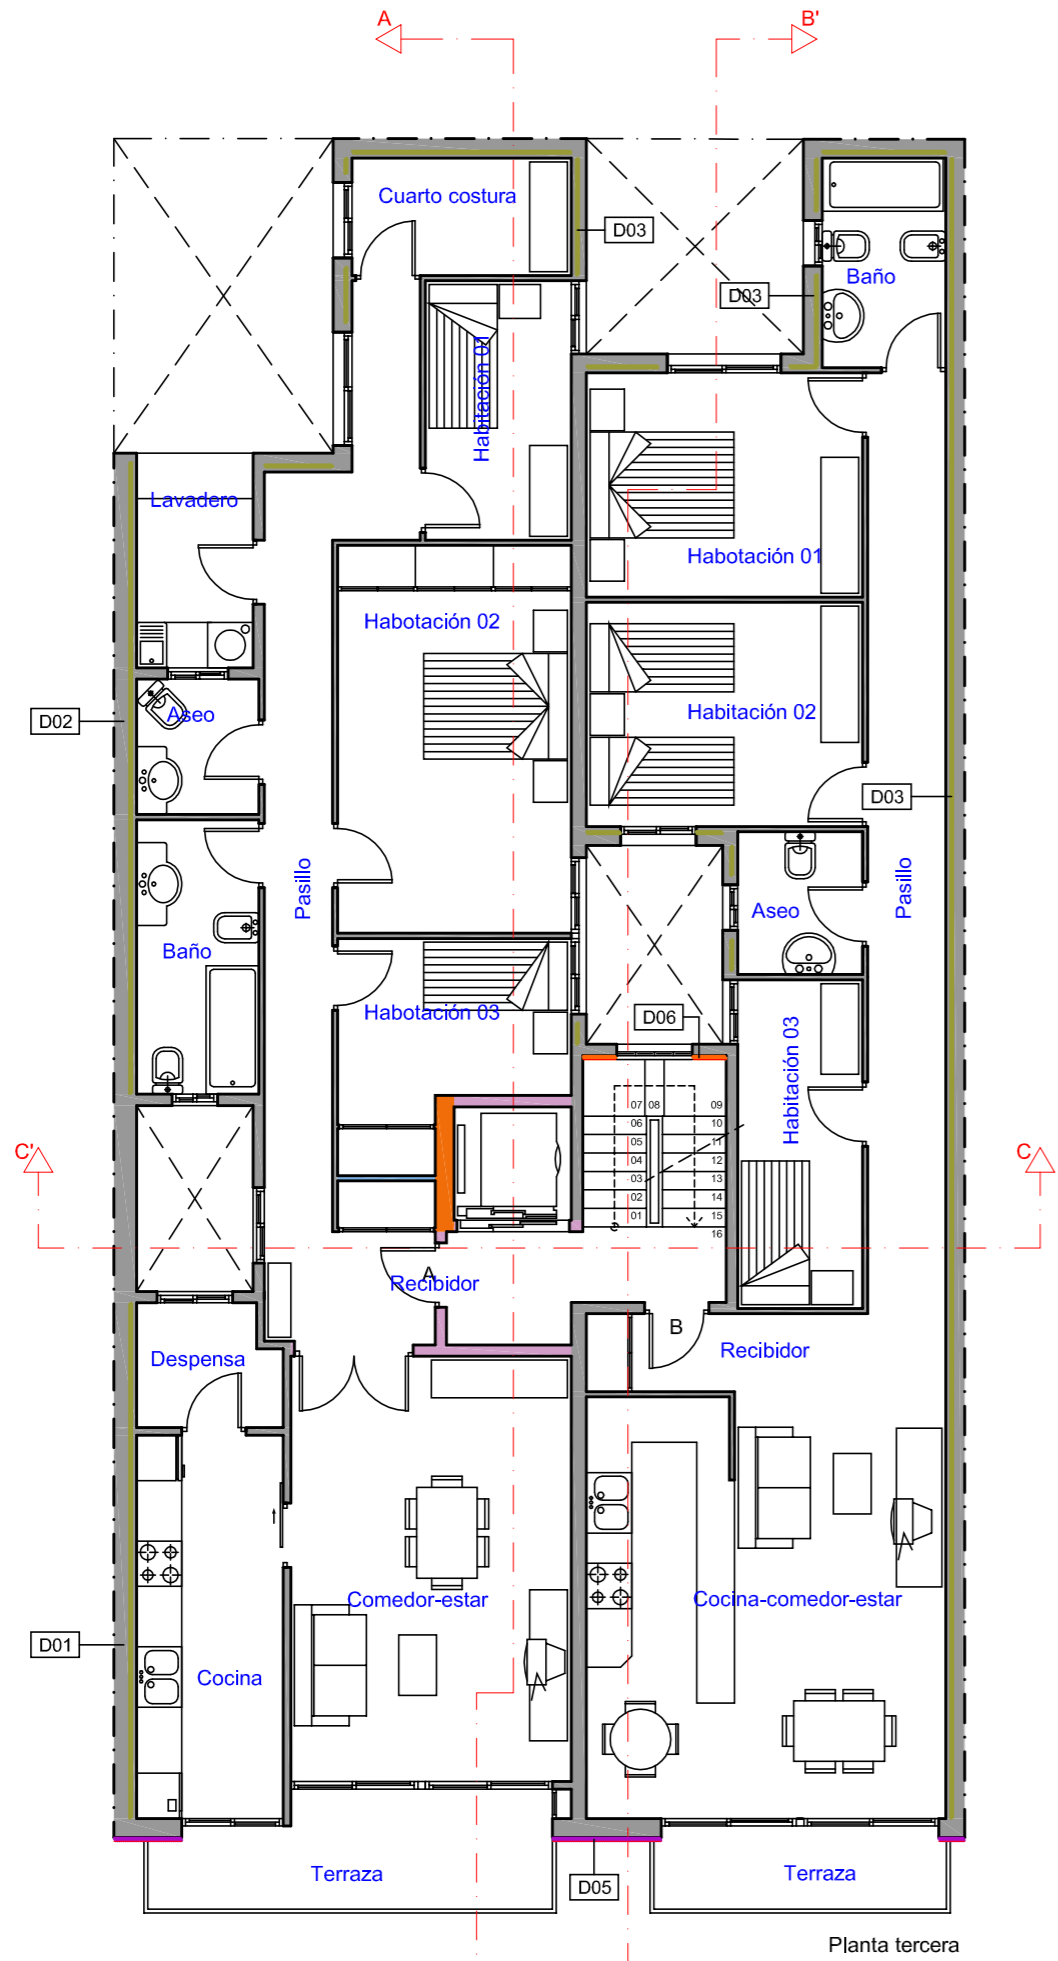 A
B'
Cuarto costura
D03
D03
Baño
Habitación 01
Lavadero
Habotación 01
Habotación 02
Aseo
D02
Habitación 02
D03
Pasillo
Pasillo
Aseo
Baño
Habotación 03
D06
Habitación 03
07 08 09
06 10
05 11
04 12
03 13
02 14
01 15
16
C'
C
A
Recibidor
B
Recibidor
Despensa
Comedor-estar
Cocina-comedor-estar
D01
Cocina
Terraza
Terraza
D05
Planta tercera